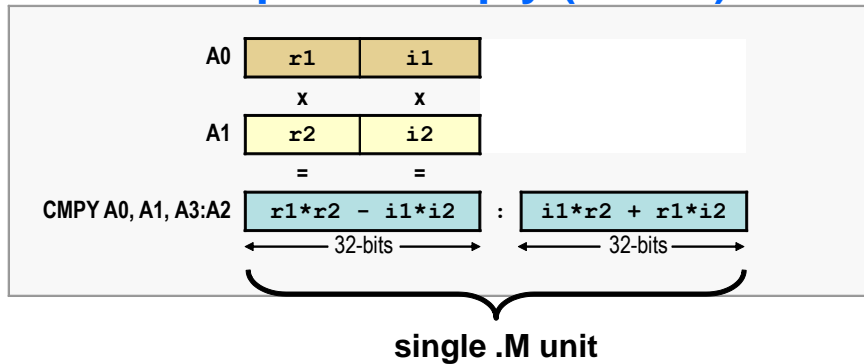 A0 r1 i1
x x
A1 r2 i2
= =
CMPY A0, A1, A3:A2 r1*r2 - i1*i2 : i1*r2 + r1*i2
32-bits 32-bits
single .M unit